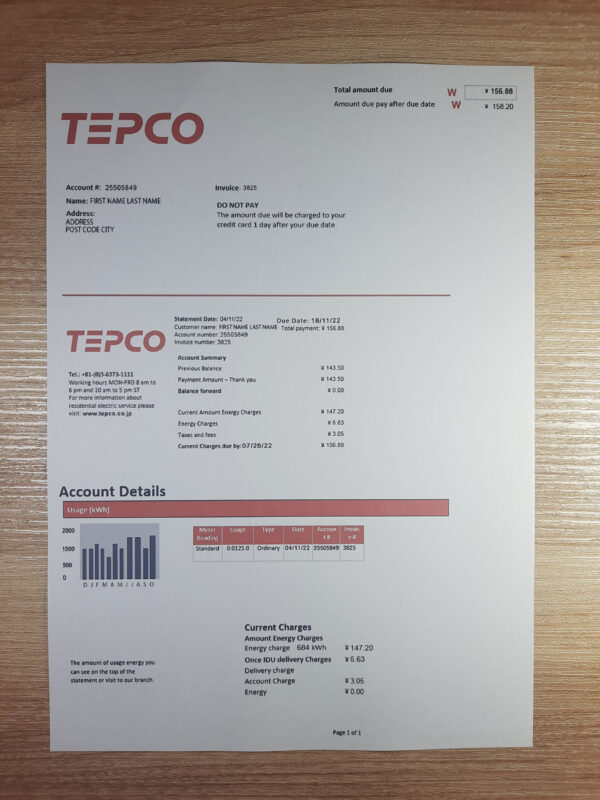 Total amount due W ¥ 156.88
Amount due pay after due date W ¥ 158.20
TEPCO
Account #: 25505849 Invoice: 3825
Name: FIRST NAME LAST NAME
DO NOT PAY
Address:
The amount due will be charged to your
ADDRESS
credit card 1 day after your due date
POST CODE CITY
Statement Date: 04/11/22 Due Date: 18/11/22
Customer name: FIRST NAME LAST NAME Total payment: ¥ 156.88
Account number: 25505849
Invoice number: 3825
TEPCO
Account Summary
Previous Balance: ¥ 143.50
Payment Amount – Thank you ¥ 143.50
Balance forward ¥ 0.00
Current Amount Energy Charges ¥ 147.20
Energy Charges ¥ 6.63
Taxes and fees ¥ 3.05
Current Charges due by: 07/26/22 ¥ 156.88
Tel.: +81-(0)3-6373-1111
Working hours MON-FRO 8 am to
6 pm and 10 am to 5 pm ST
For more information about
residential electric service please
visit: www.tepco.co.jp
Account Details
Usage (kWh)
2000
1500
500
0
D J F M A M J J A S O
Meter Reading Usage Type Date Account # Invoice #
Standard 0.0125.0 Ordinary 04/11/22 25505849 3825
Current Charges
Amount Energy Charges
Energy charge 684 kWh ¥ 147.20
Once IDU delivery Charges ¥ 6.63
Delivery charge
Account Charge ¥ 3.05
Energy ¥ 0.00
The amount of usage energy you
can see on the top of the
statement or visit to our branch.
Page 1 of 1